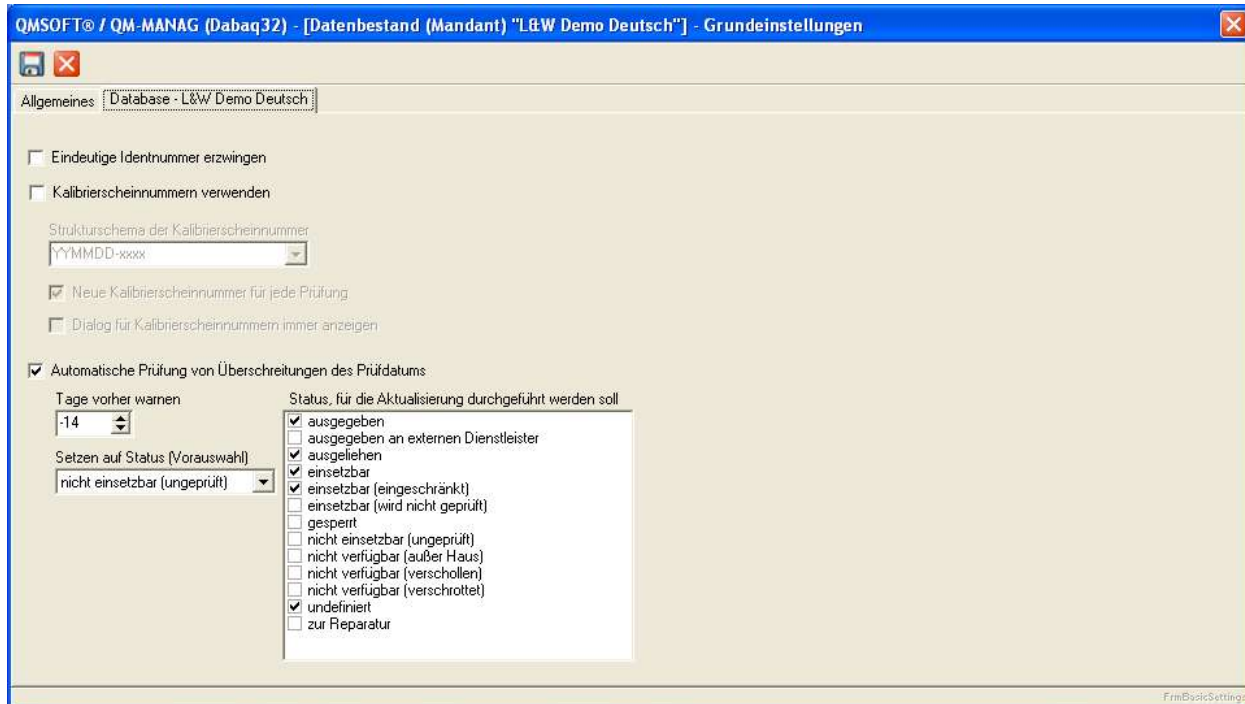 QMSOFT® / QM-MANAG (Dabaq32) - [Datenbestand (Mandant) "L&W Demo Deutsch"] - Grundeinstellungen
Allgemeines
Database - L&W Demo Deutsch
Eindeutige Identnummer erzwingen
Kalibrierscheinnummern verwenden
Strukturschema der Kalibrierscheinnummer
YYMMDD-xxxx
Neue Kalibrierscheinnummer für jede Prüfung
Dialog für Kalibrierscheinnummern immer anzeigen
Automatische Prüfung von Überschreitungen des Prüfdatums
Tage vorher warnen
-14
Setzen auf Status (Vorauswahl)
nicht einsetzbar (ungeprüft)
Status, für die Aktualisierung durchgeführt werden soll
ausgegeben
ausgegeben an externen Dienstleister
ausgeliehen
einsetzbar
einsetzbar (eingeschränkt)
einsetzbar (wird nicht geprüft)
gesperrt
nicht einsetzbar (ungeprüft)
nicht verfügbar (außer Haus)
nicht verfügbar (verschollen)
nicht verfügbar (verschrottet)
undefiniert
zur Reparatur
FrmBasicSettings